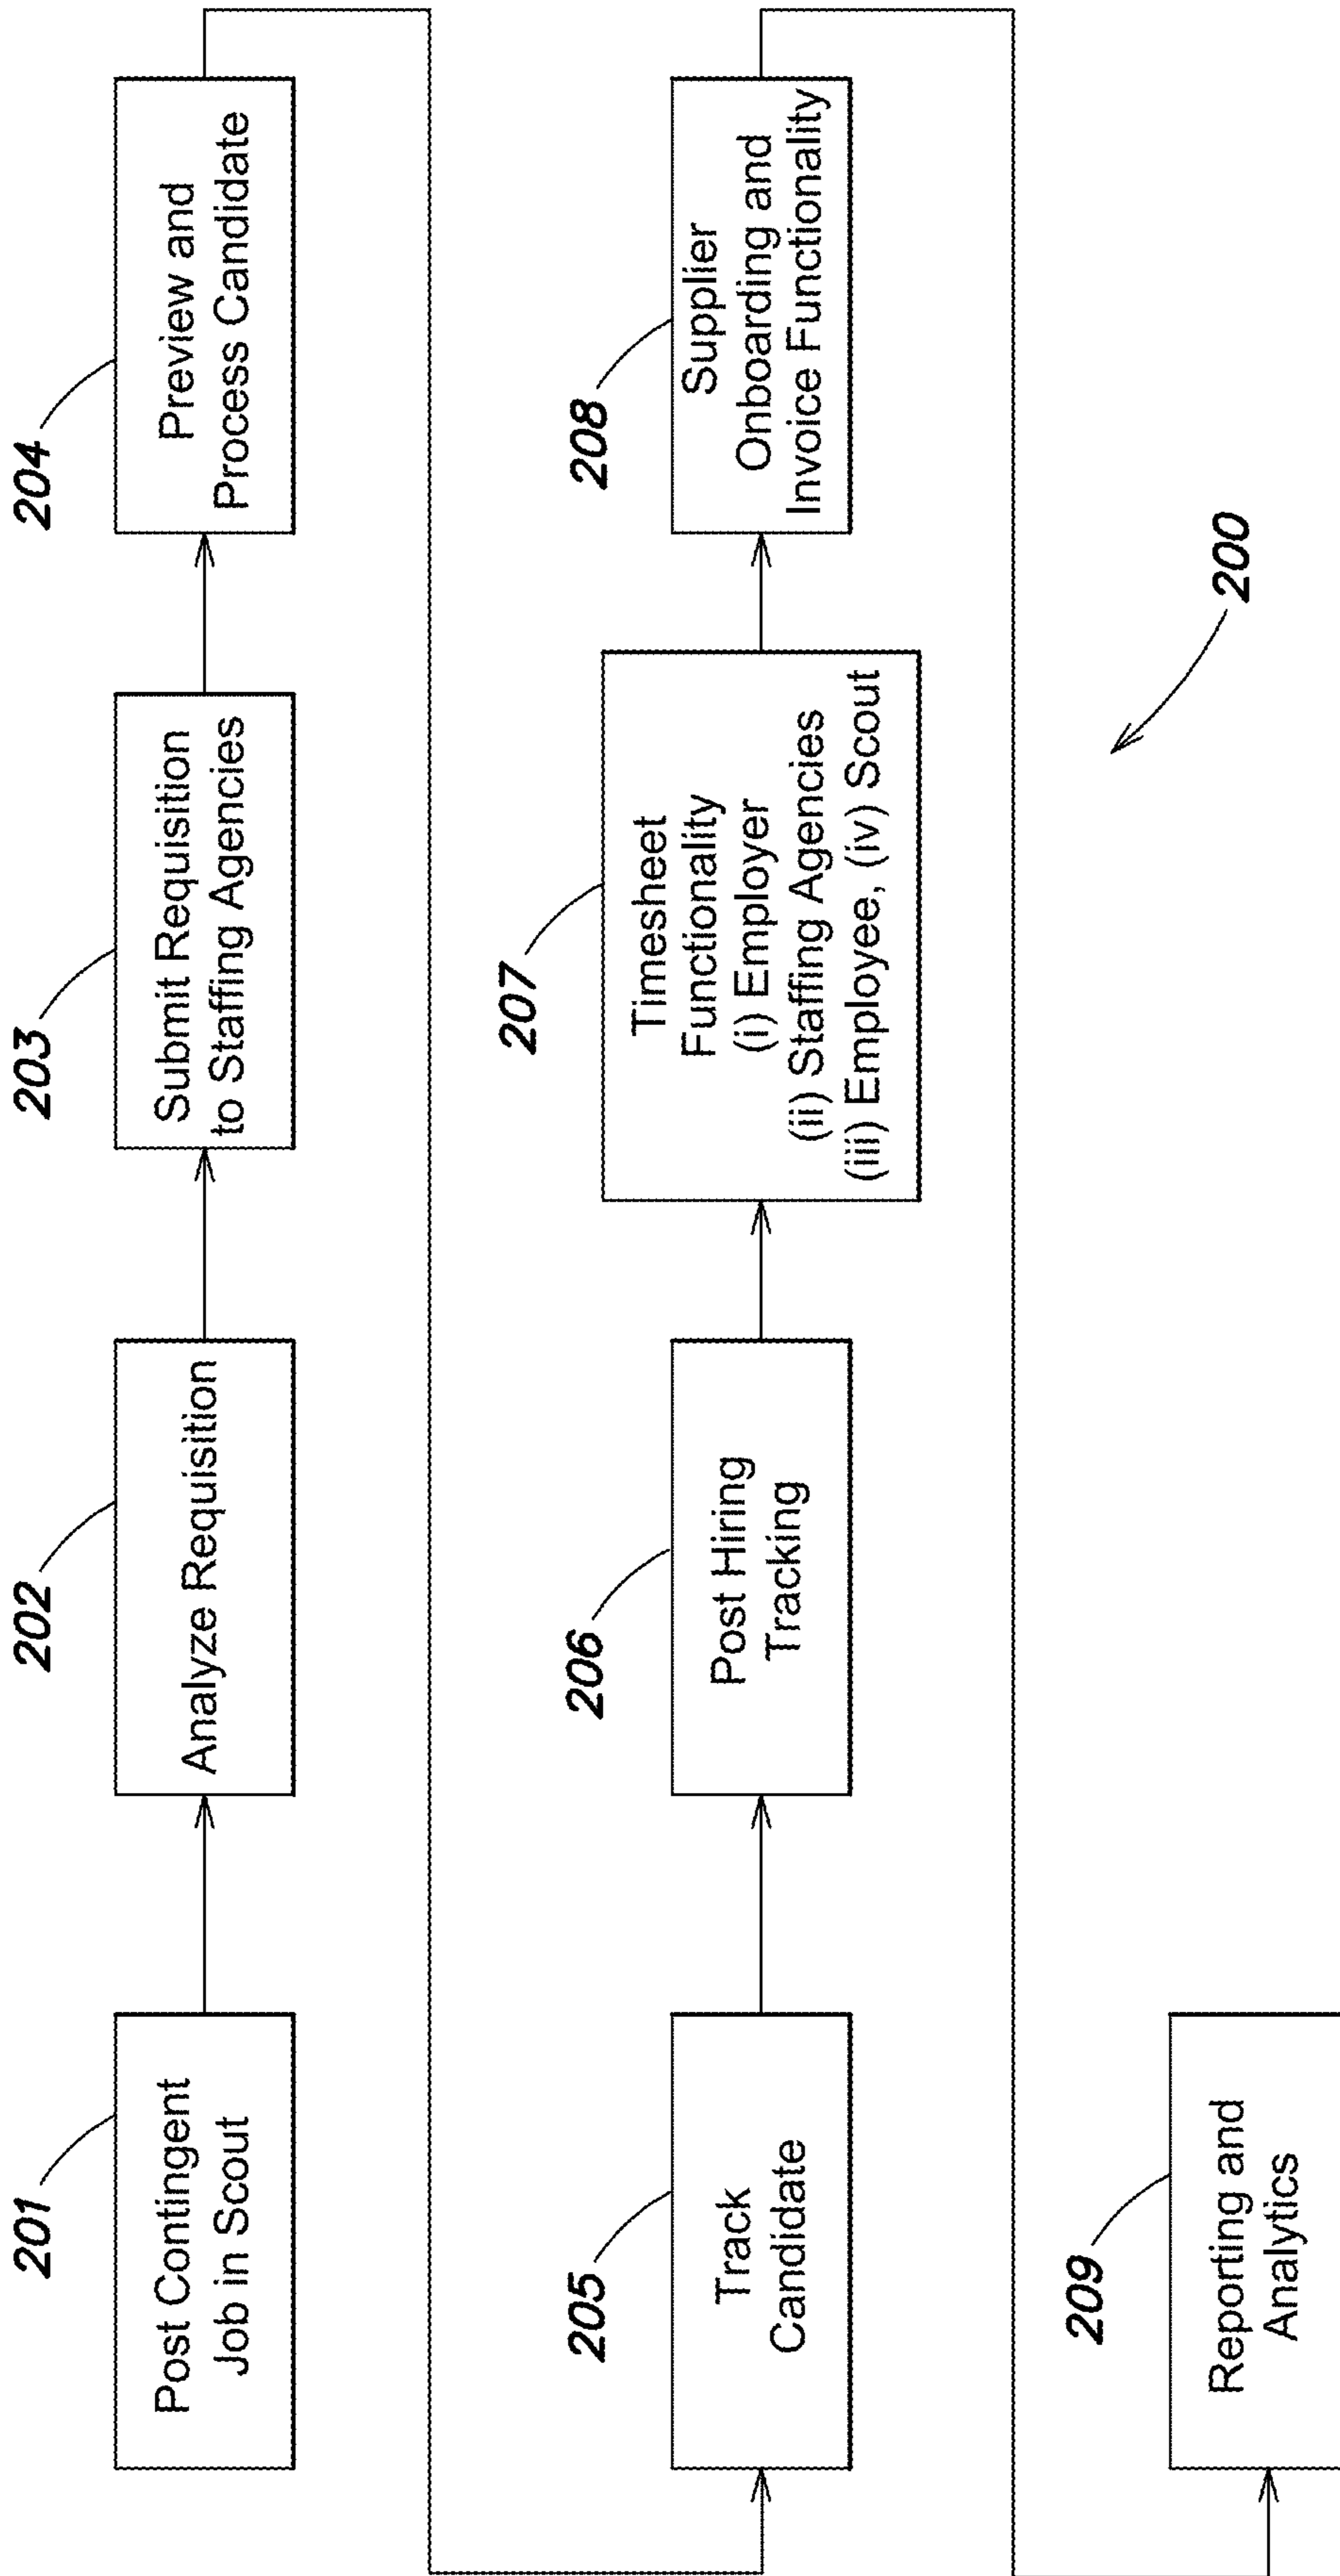 201
Post Contingent
Job in Scout
202
Analyze Requisition
203
Submit Requisition
to Staffing Agencies
204
Preview and
Process Candidate
205
Track
Candidate
206
Post Hiring
Tracking
207
Timesheet
Functionality
(i) Employer
(ii) Staffing Agencies
(iii) Employee, (iv) Scout
208
Supplier
Onboarding and
Invoice Functionality
209
Reporting and
Analytics
200